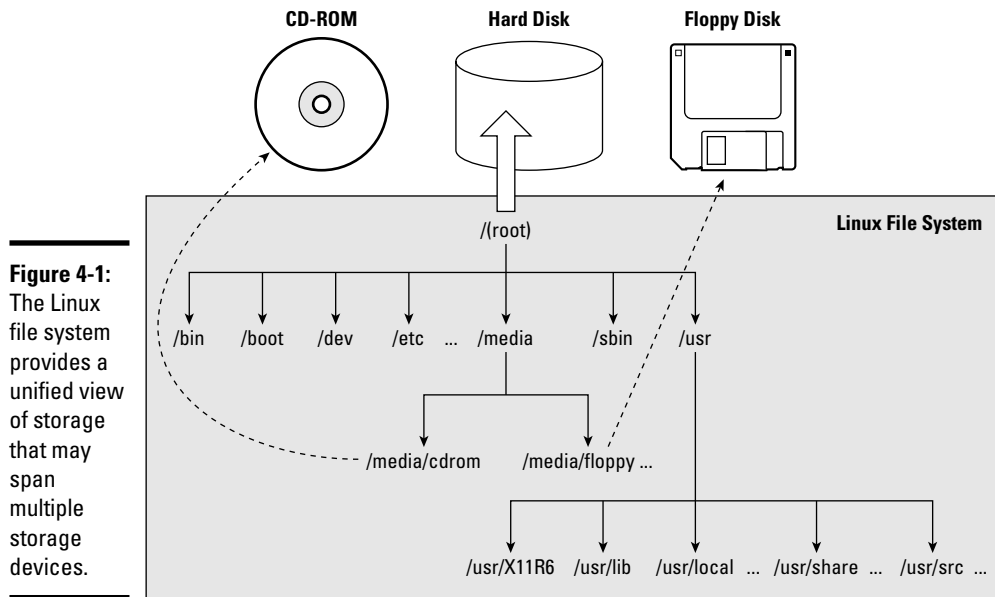 CD-ROM Hard Disk Floppy Disk
Linux File System
/(root)
/bin /boot /dev /etc ... /media /sbin /usr
/media/cdrom /media/floppy ...
/usr/X11R6 /usr/lib /usr/local ... /usr/share ... /usr/src ...
Figure 4-1:
The Linux
file system
provides a
unified view
of storage
that may
span
multiple
storage
devices.